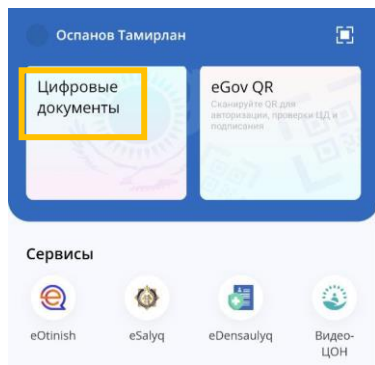 Оспанов Тамирлан
Цифровые
документы
eGov QR
Сканируйте QR для
авторизации, проверки ЦД и
подписания
Сервисы
eOtinish
eSalyq
eDensaulyq
Видео-
ЦОН